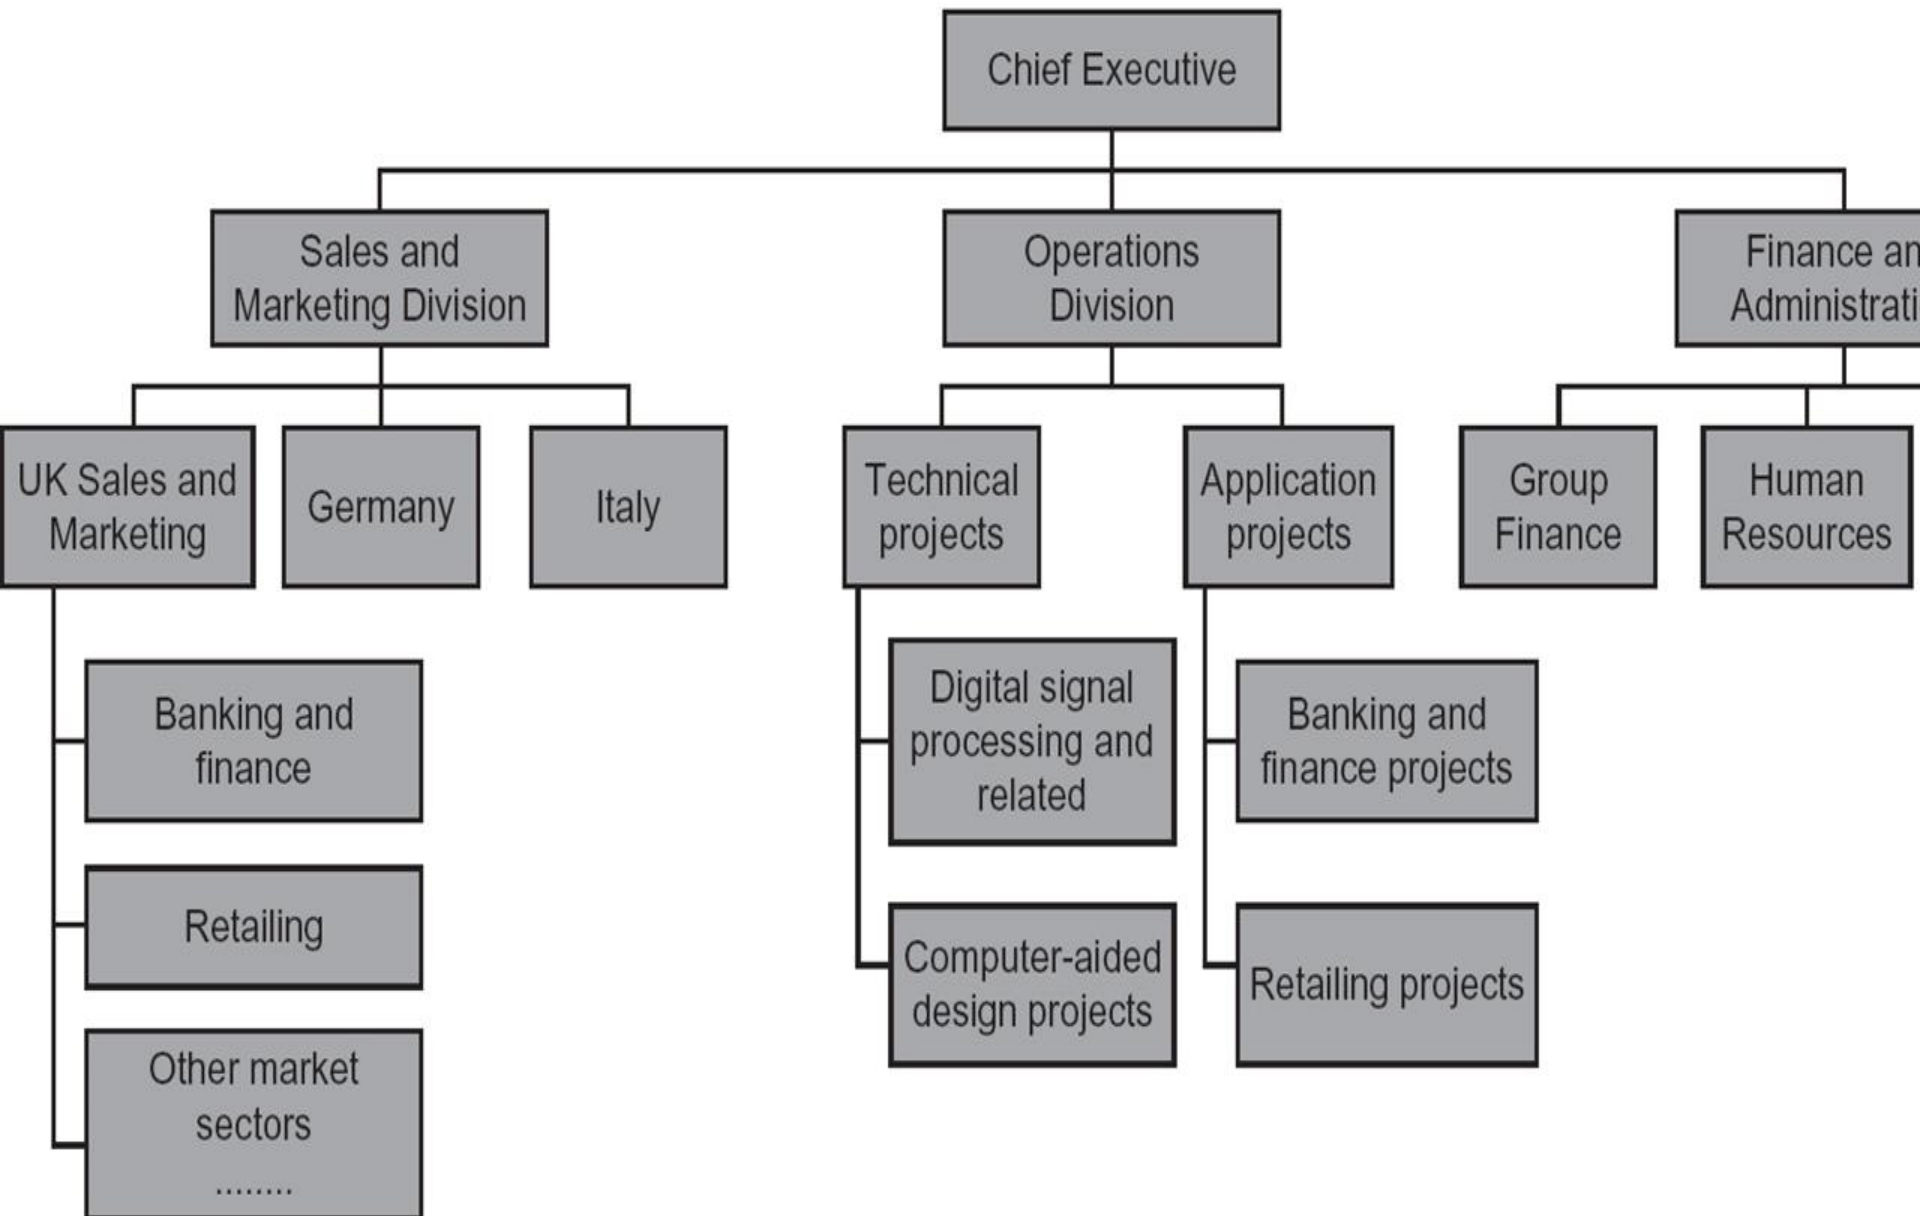 Chief Executive
Sales and
Marketing Division
Operations
Division
Finance
UK Sales and
Marketing
Germany
Italy
Technical
projects
Application
projects
Group
Finance
Human
Resources
Banking and
finance
Retailing
Other market
sectors
........
Digital signal
processing and
related
Computer-aided
design projects
Banking and
finance projects
Retailing projects